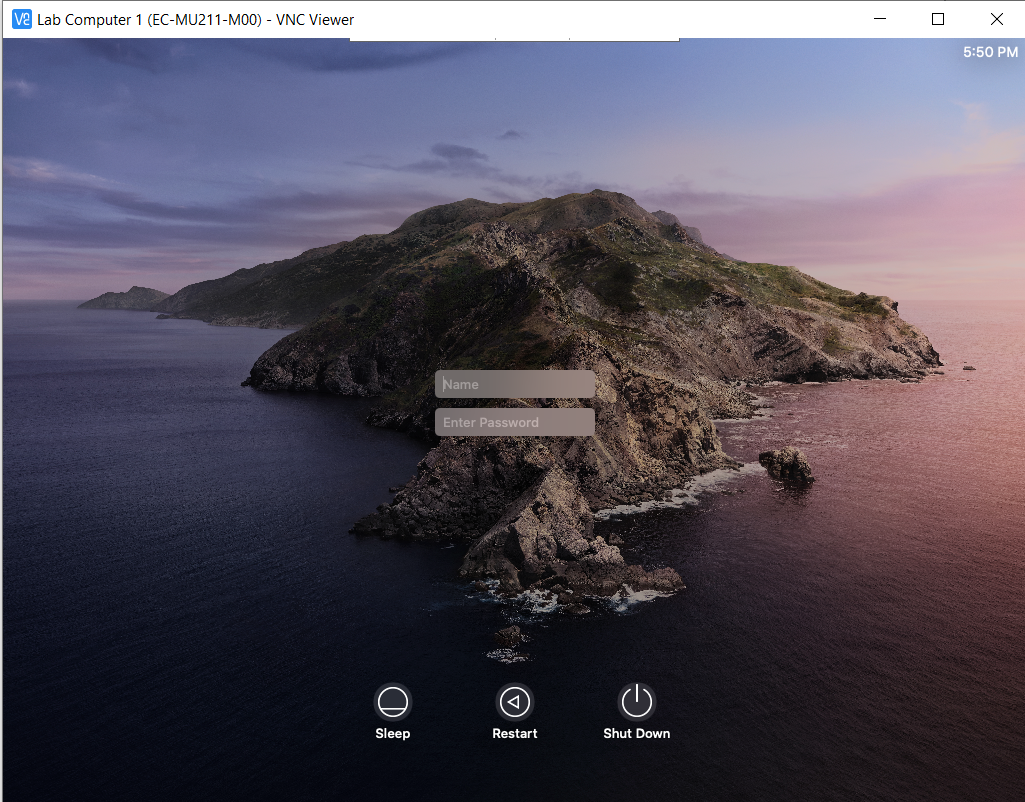 Lab Computer 1 (EC-MU211-M00) - VNC Viewer
5:50 PM
Name
Enter Password
Sleep
Restart
Shut Down